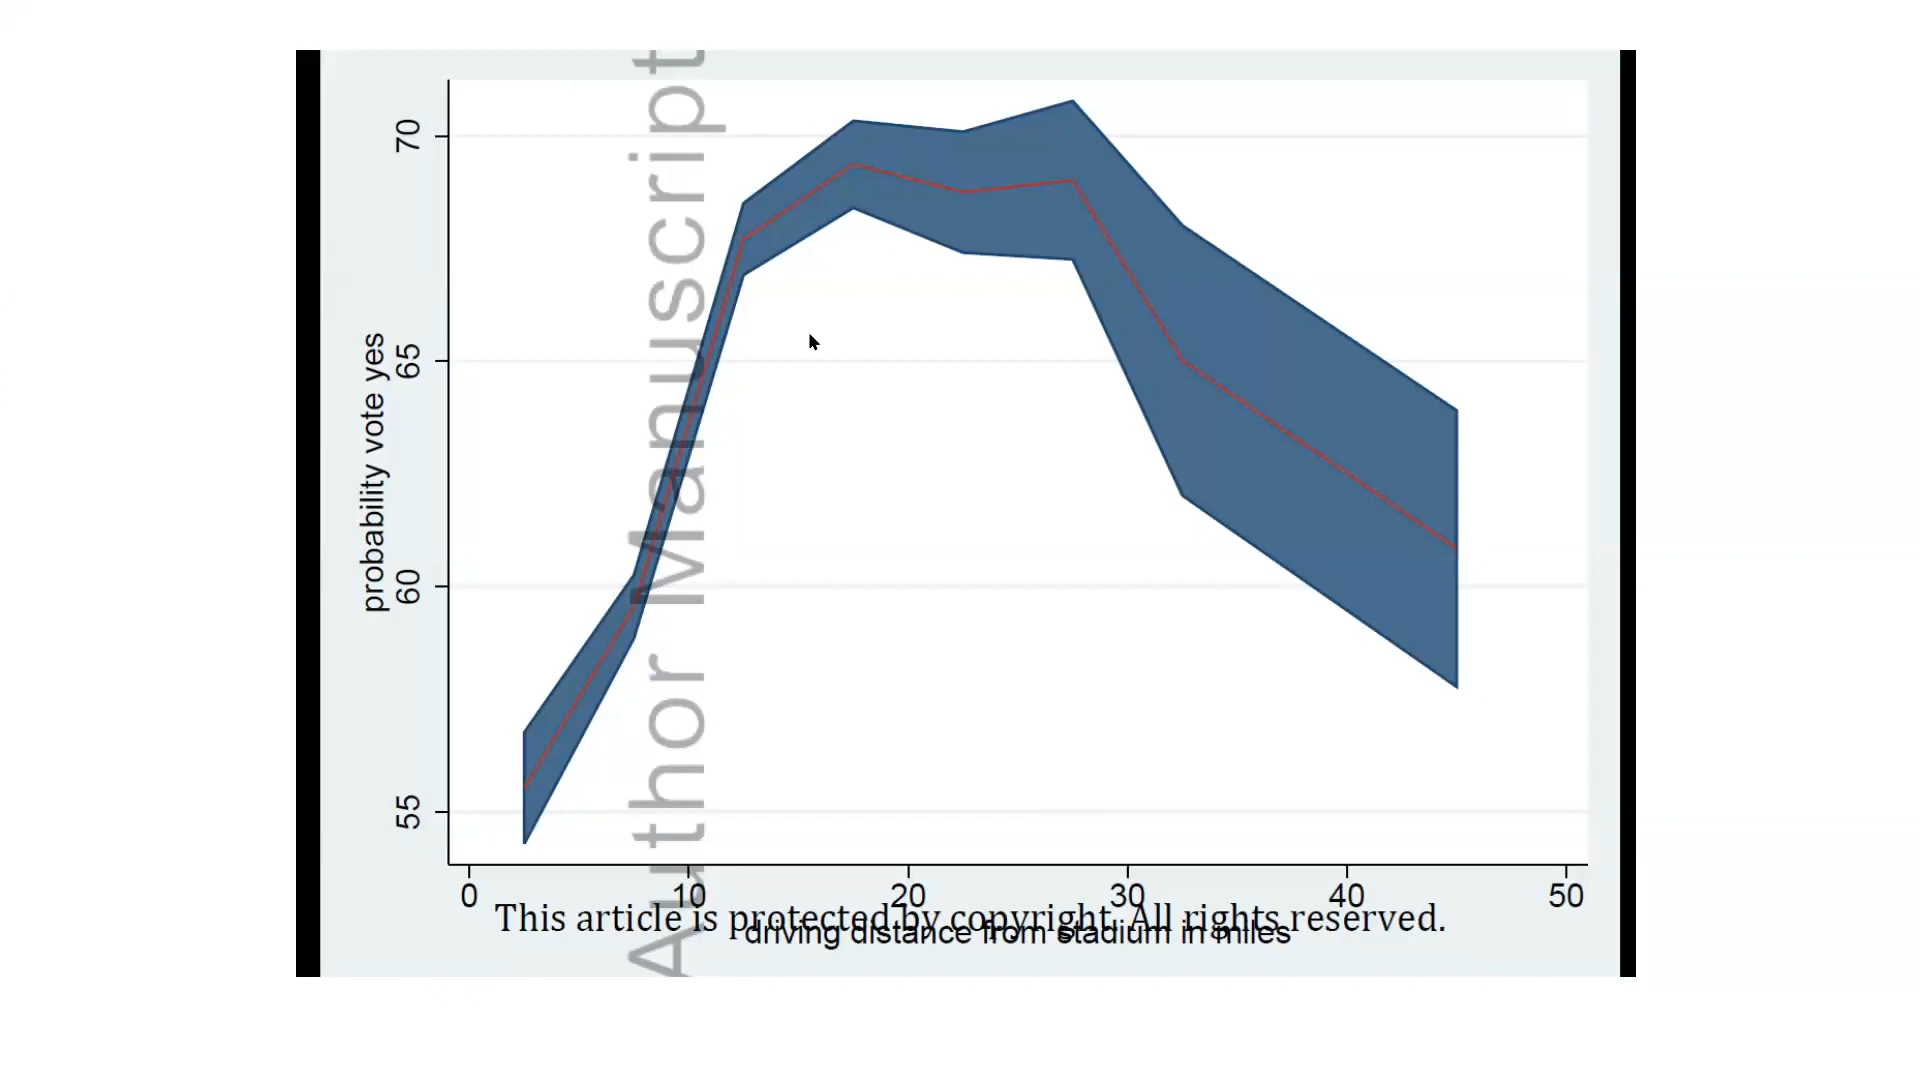 Author Manuscript
probability vote yes
70
65
60
55
0 10 20 30 40 50
This article is protected by copyright. All rights reserved.
driving distance from stadium in miles